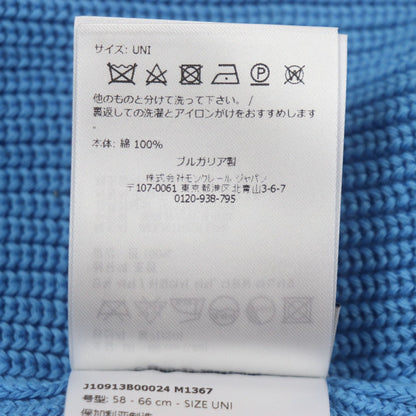 サイズ: UNI
他のものと分けて洗って下さい。/
裏返しての洗濯とアイロンがけをおすすめします
本体: 綿 100%
ブルガリア製
株式会社モンクレール ジャパン
〒107-0061 東京都港区北青山3-6-7
0120-938-795
J10913B00024 M1367
号型: 58 - 66 cm - SIZE UNI